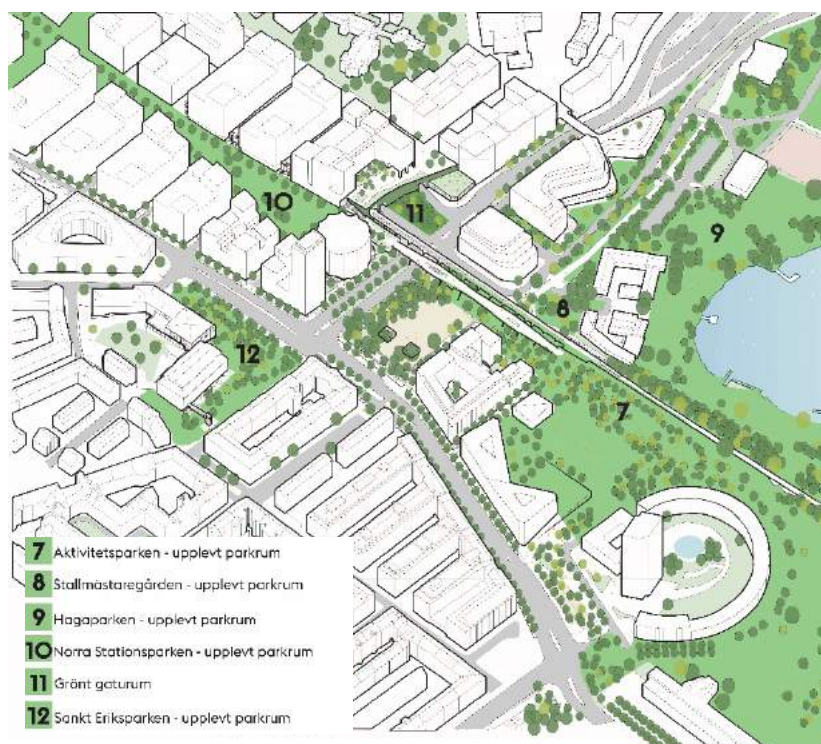 10
11
9
8
12
7
7 Aktivitetsparken - upplevt parkrum
8 Stallmästaregården - upplevt parkrum
9 Hagaparken - upplevt parkrum
10 Norra Stationsparken - upplevt parkrum
11 Grönt gaturum
12 Sankt Eriksparken - upplevt parkrum